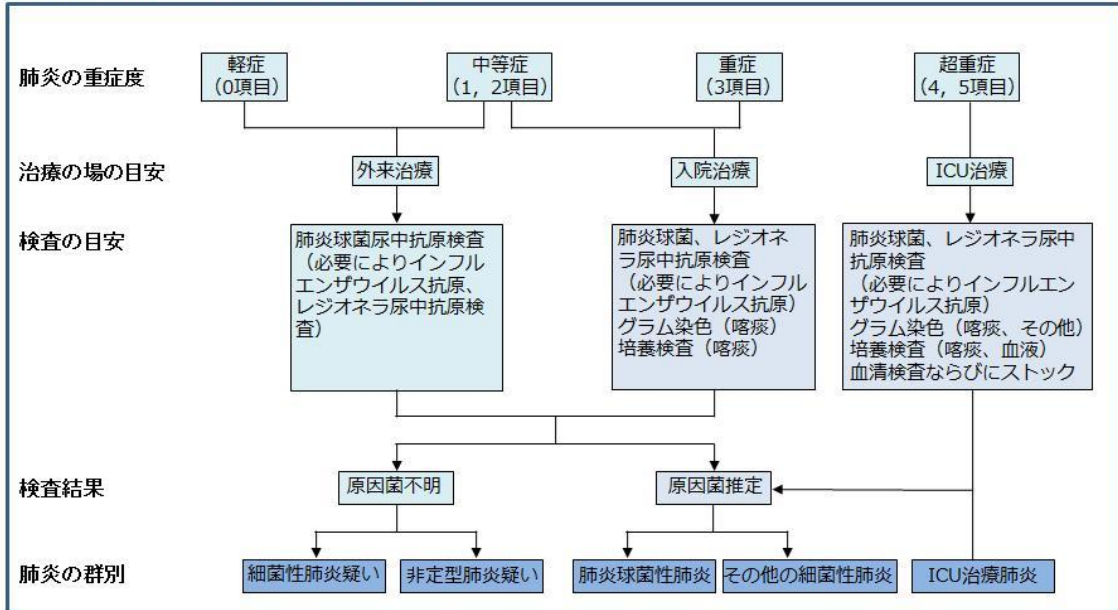 肺炎の重症度
軽症
（0項目）
中等症
（1，2項目）
重症
（3項目）
超重症
（4，5項目）
治療の場の目安
外来治療
入院治療
ICU治療
検査の目安
肺炎球菌尿中抗原検査
（必要によりインフル
エンザウイルス抗原、
レジオネラ尿中抗原検
査）
肺炎球菌、レジオネ
ラ尿中抗原検査
（必要によりインフル
エンザウイルス抗原）
グラム染色（喀痰）
培養検査（喀痰）
肺炎球菌、レジオネラ尿中
抗原検査
（必要によりインフルエン
ザウイルス抗原）
グラム染色（喀痰、その他）
培養検査（喀痰、血液）
血清検査ならびにストック
検査結果
原因菌不明
原因菌推定
肺炎の群別
細菌性肺炎疑い
非定型肺炎疑い
肺炎球菌性肺炎
その他の細菌性肺炎
ICU治療肺炎